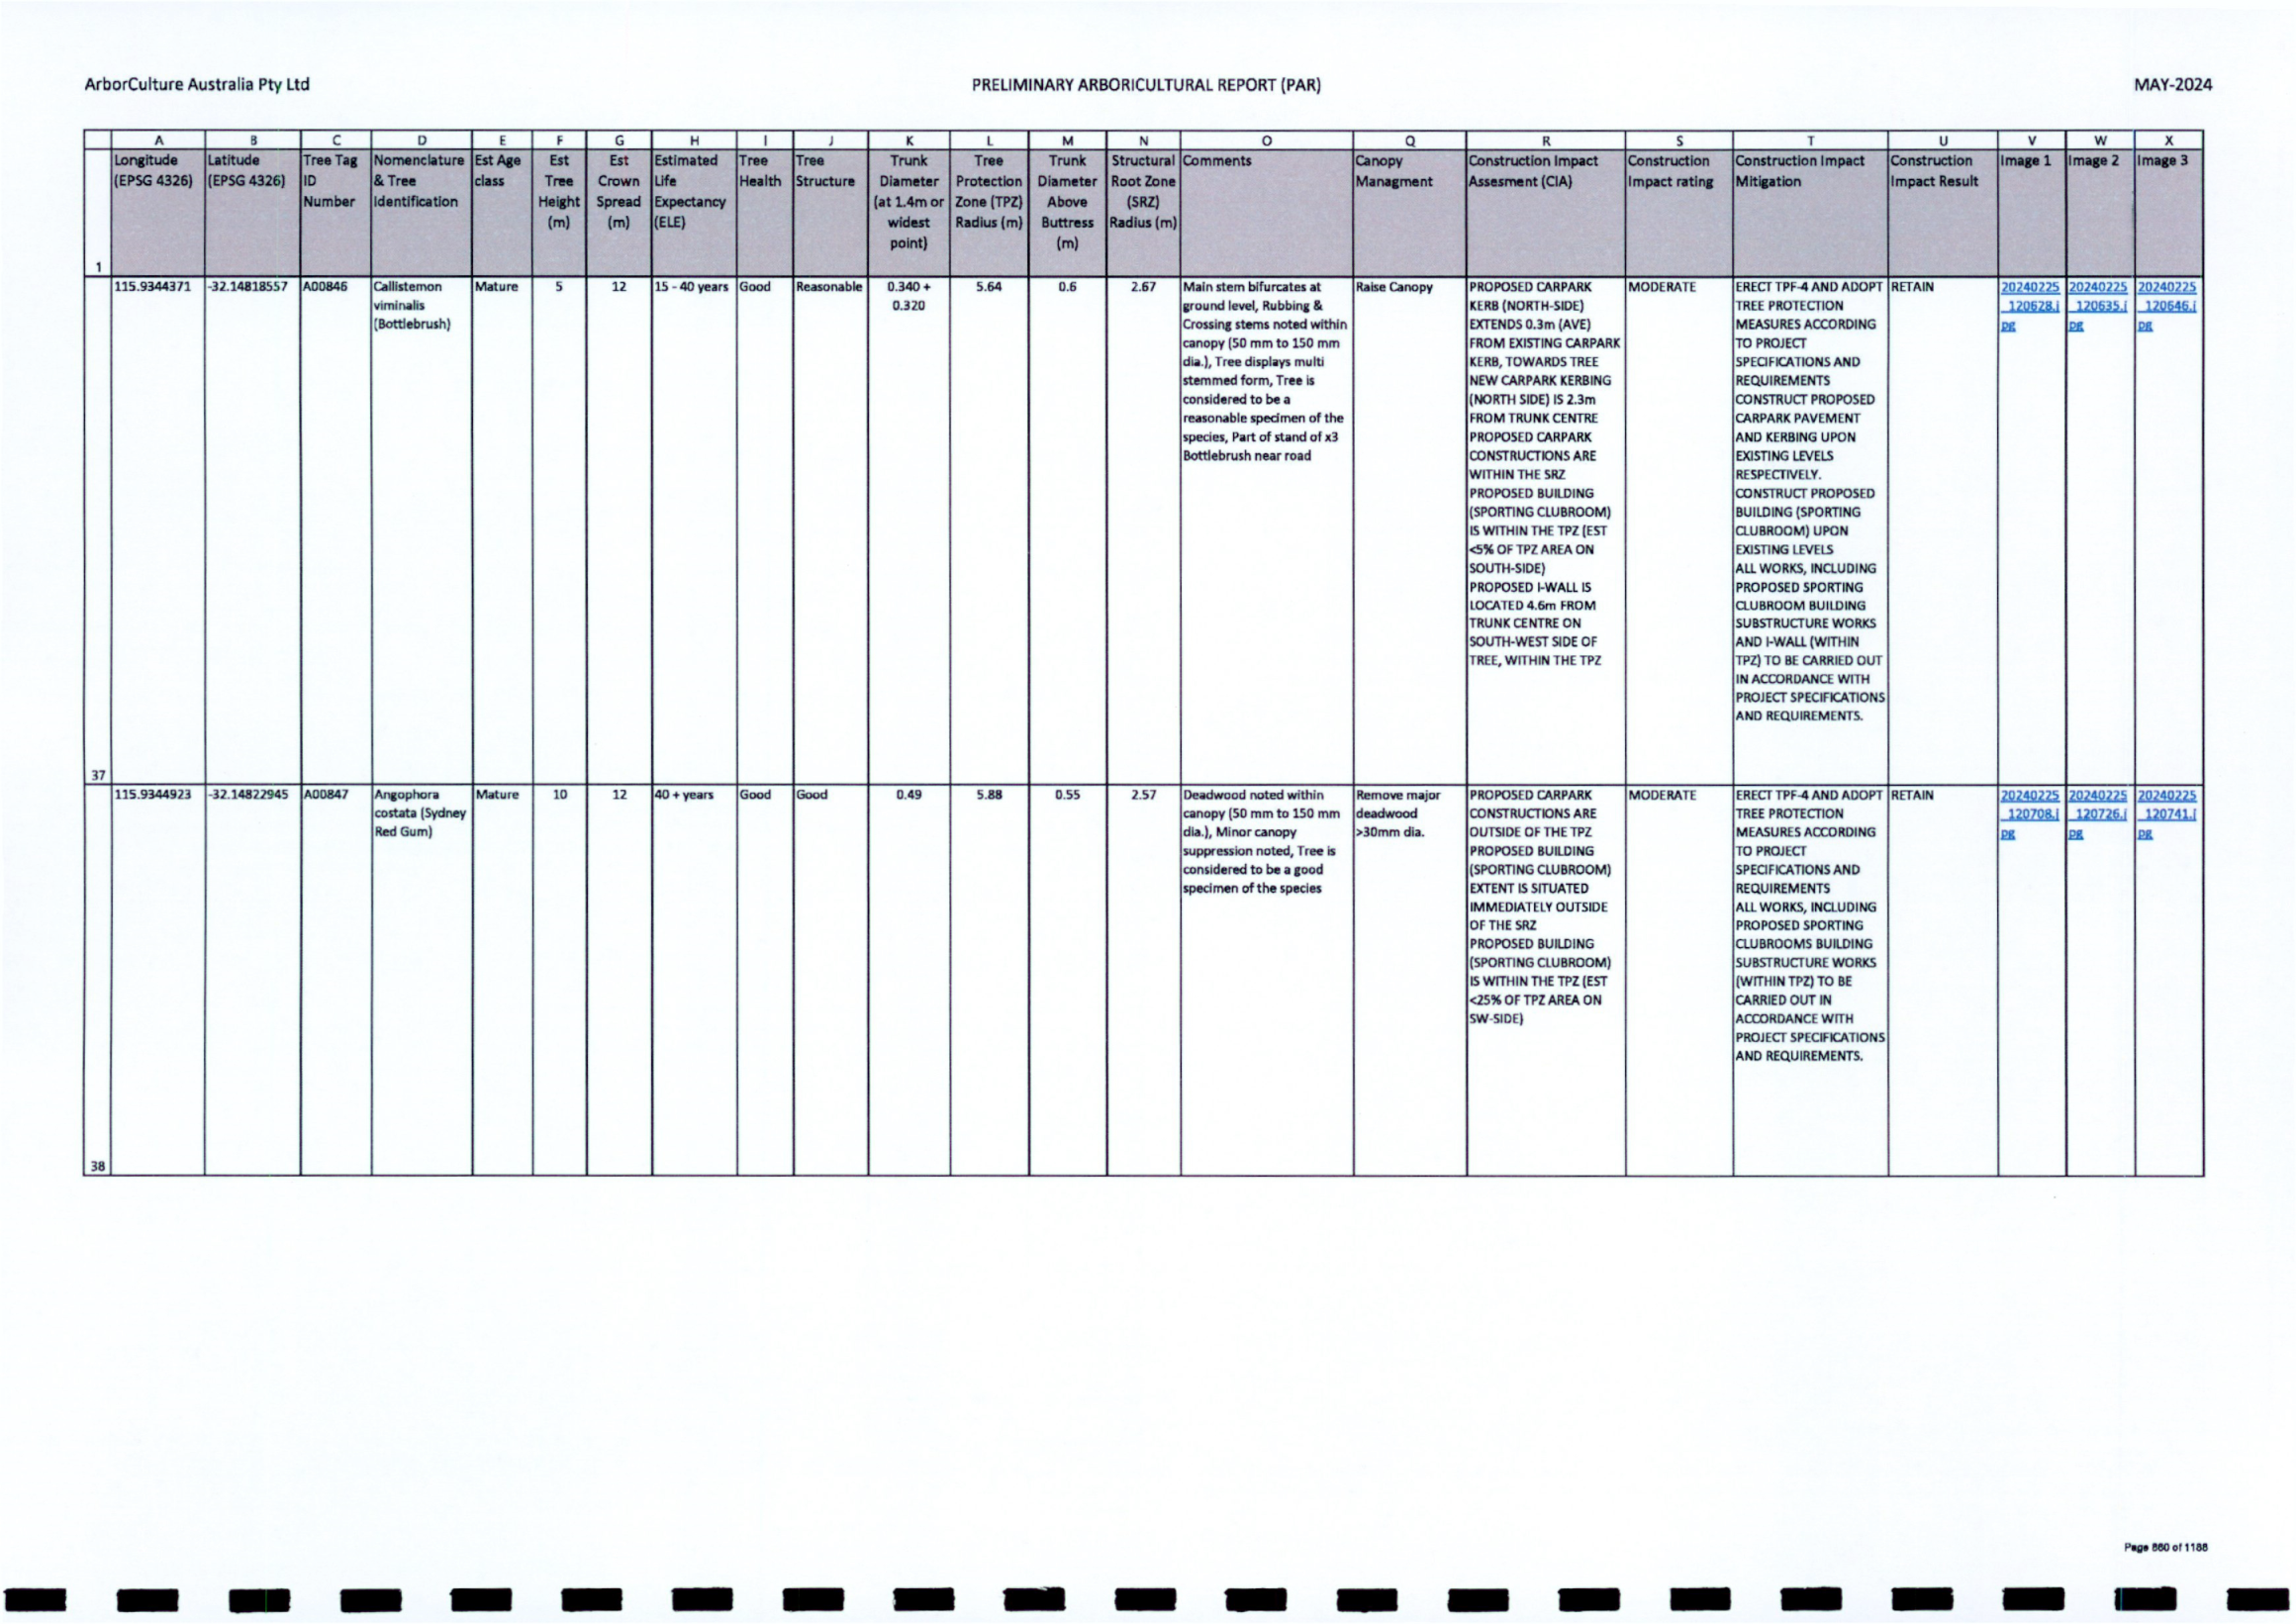 ArborCulture Australia Pty Ltd
PRELIMINARY ARBORICULTURAL REPORT (PAR)
MAY-2024
A B C D E F G H I J K L M N O Q R S T U V W X
1
Longitude
(EPSG 4326)
Latitude
(EPSG 4326)
Tree Tag
ID
Number
Nomenclature
& Tree
Identification
Est Age
class
Est
Tree
Height
(m)
Est
Crown
Spread
(m)
Estimated
Life
Expectancy
(ELE)
Tree
Health
Tree
Structure
Trunk
Diameter
(at 1.4m or
widest
point)
Tree
Protection
Zone (TPZ)
Radius (m)
Trunk
Diameter
Above
Buttress
(m)
Structural
Root Zone
(SRZ)
Radius (m)
Comments
Canopy
Managment
Construction Impact
Assesment (CIA)
Construction
Impact rating
Construction Impact
Mitigation
Construction
Impact Result
Image 1
Image 2
Image 3
37
115.9344371
-32.14818557
A00846
Callistemon
viminalis
(Bottlebrush)
Mature
5
12
15 - 40 years
Good
Reasonable
0.340 +
0.320
5.64
0.6
2.67
Main stem bifurcates at
ground level, Rubbing &
Crossing stems noted within
canopy (50 mm to 150 mm
dia.), Tree displays multi
stemmed form, Tree is
considered to be a
reasonable specimen of the
species, Part of stand of x3
Bottlebrush near road
Raise Canopy
PROPOSED CARPARK
KERB (NORTH-SIDE)
EXTENDS 0.3m (AVE)
FROM EXISTING CARPARK
KERB, TOWARDS TREE
NEW CARPARK KERBING
(NORTH SIDE) IS 2.3m
FROM TRUNK CENTRE
PROPOSED CARPARK
CONSTRUCTIONS ARE
WITHIN THE SRZ
PROPOSED BUILDING
(SPORTING CLUBROOM)
IS WITHIN THE TPZ (EST
<5% OF TPZ AREA ON
SOUTH-SIDE)
PROPOSED I-WALL IS
LOCATED 4.6m FROM
TRUNK CENTRE ON
SOUTH-WEST SIDE OF
TREE, WITHIN THE TPZ
MODERATE
ERECT TPF-4 AND ADOPT
TREE PROTECTION
MEASURES ACCORDING
TO PROJECT
SPECIFICATIONS AND
REQUIREMENTS
CONSTRUCT PROPOSED
CARPARK PAVEMENT
AND KERBING UPON
EXISTING LEVELS
RESPECTIVELY.
CONSTRUCT PROPOSED
BUILDING (SPORTING
CLUBROOM) UPON
EXISTING LEVELS
ALL WORKS, INCLUDING
PROPOSED SPORTING
CLUBROOM BUILDING
SUBSTRUCTURE WORKS
AND I-WALL (WITHIN
TPZ) TO BE CARRIED OUT
IN ACCORDANCE WITH
PROJECT SPECIFICATIONS
AND REQUIREMENTS.
RETAIN
20240225
_120628.j
pg
20240225
_120635.j
pg
20240225
_120646.j
pg
38
115.9344923
-32.14822945
A00847
Angophora
costata (Sydney
Red Gum)
Mature
10
12
40 + years
Good
Good
0.49
5.88
0.55
2.57
Deadwood noted within
canopy (50 mm to 150 mm
dia.), Minor canopy
suppression noted, Tree is
considered to be a good
specimen of the species
Remove major
deadwood
>30mm dia.
PROPOSED CARPARK
CONSTRUCTIONS ARE
OUTSIDE OF THE TPZ
PROPOSED BUILDING
(SPORTING CLUBROOM)
EXTENT IS SITUATED
IMMEDIATELY OUTSIDE
OF THE SRZ
PROPOSED BUILDING
(SPORTING CLUBROOM)
IS WITHIN THE TPZ (EST
<25% OF TPZ AREA ON
SW-SIDE)
MODERATE
ERECT TPF-4 AND ADOPT
TREE PROTECTION
MEASURES ACCORDING
TO PROJECT
SPECIFICATIONS AND
REQUIREMENTS
ALL WORKS, INCLUDING
PROPOSED SPORTING
CLUBROOMS BUILDING
SUBSTRUCTURE WORKS
(WITHIN TPZ) TO BE
CARRIED OUT IN
ACCORDANCE WITH
PROJECT SPECIFICATIONS
AND REQUIREMENTS.
RETAIN
20240225
_120708.j
pg
20240225
_120726.j
pg
20240225
_120741.j
pg
Page 860 of 1188